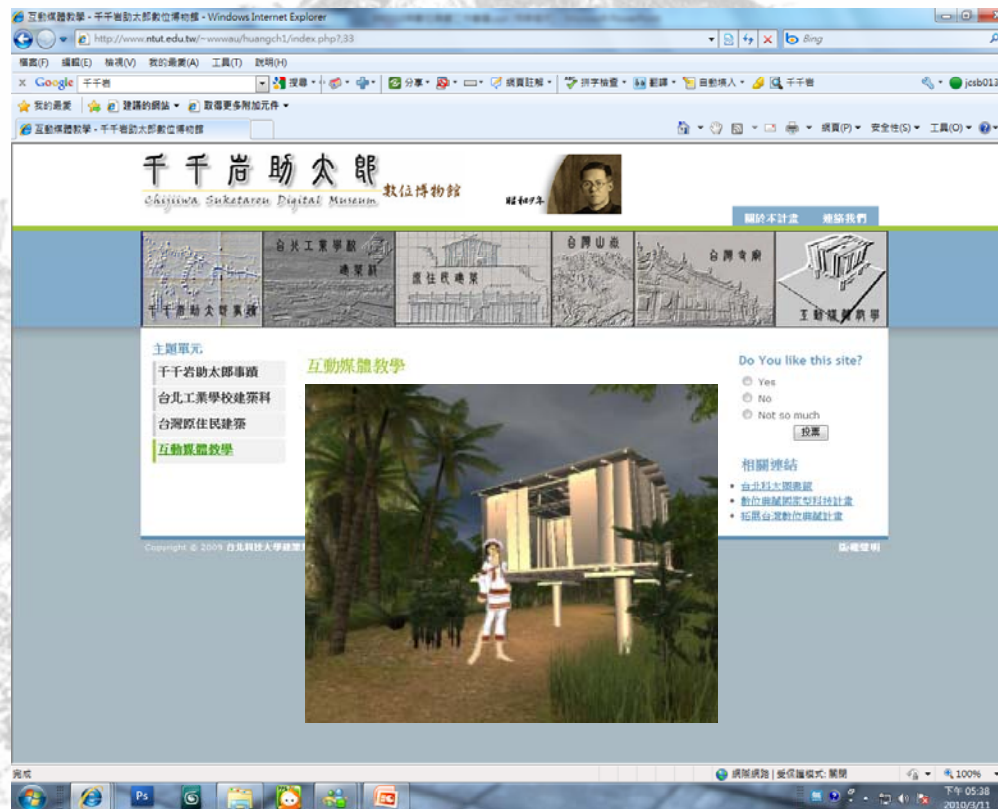 互動媒體教學 - 千千岩助太郎數位博物館 - Windows Internet Explorer
http://www.ntut.edu.tw/~wwwau/huangch1/index.php?,33
Bing
檔案(F) 編輯(E) 檢視(V) 我的最愛(A) 工具(T) 說明(H)
x Google 千千岩 搜尋 分享 網頁註解 拼字檢查 翻譯 自動填入 千千岩 jcsb013
我的最愛 建議的網站 取得更多附加元件
互動媒體教學 - 千千岩助太郎數位博物館 網頁(P) 安全性(S) 工具(O)
千千岩助太郎
數位博物館
Chijiiwa Suketarou Digital Museum
昭和9年
關於本計畫 連絡我們
千千岩助太郎事蹟
台北工業學校
建築科
原住民建築
台灣山岳
台灣寺廟
互動媒體教學
主題單元
千千岩助太郎事蹟
台北工業學校建築科
台灣原住民建築
互動媒體教學
互動媒體教學
Do You like this site?
Yes
No
Not so much
投票
相關連結
台北科大圖書館
數位典藏國家型科技計畫
拓展台灣數位典藏計畫
Copyright © 2009 台北科技大學建築
版權聲明
完成
網際網路 | 受保護模式: 關閉
100%
下午 05:38
2010/3/11